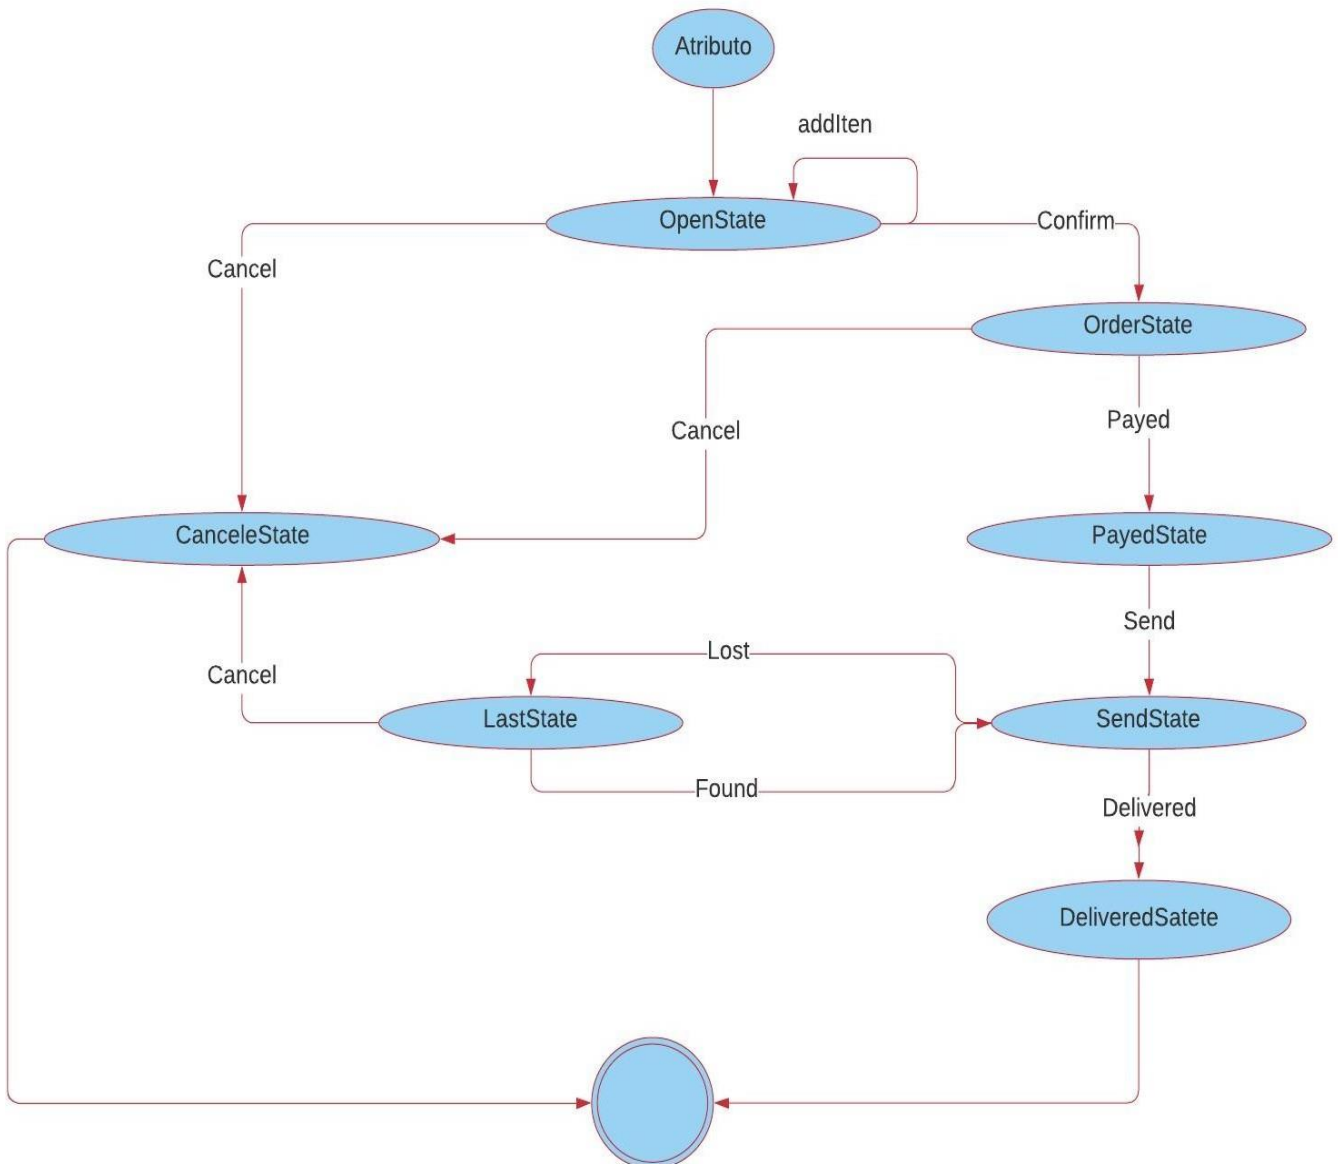 Atributo
addIten
OpenState
Confirm
Cancel
OrderState
Payed
Cancel
CanceleState
PayedState
Send
Lost
Cancel
LastState
SendState
Found
Delivered
DeliveredSatete